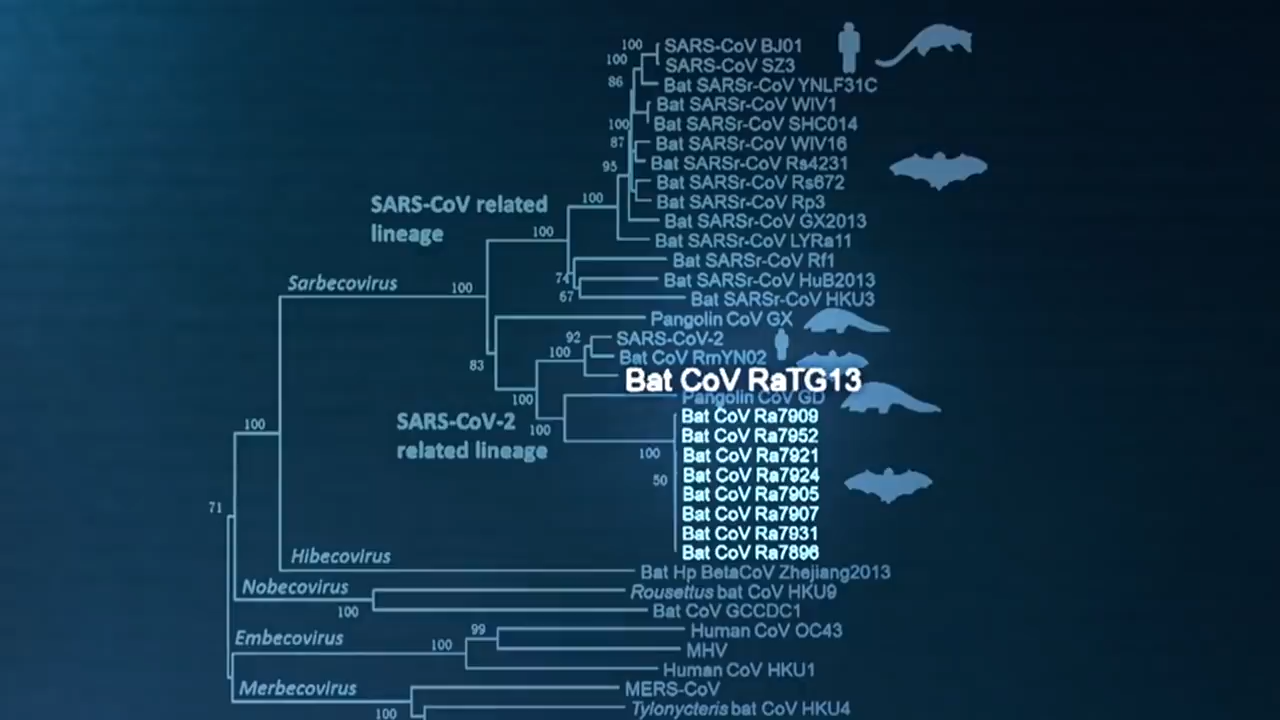 100 SARS-CoV BJ01
100 SARS-CoV SZ3
86 Bat SARSr-CoV YNLF31C
Bat SARSr-CoV WIV1
100 Bat SARSr-CoV SHC014
87 Bat SARSr-CoV WIV16
95 Bat SARSr-CoV Rs4231
Bat SARSr-CoV Rs672
100 Bat SARSr-CoV Rp3
SARS-CoV related
lineage
Bat SARSr-CoV GX2013
100 Bat SARSr-CoV LYRa11
Bat SARSr-CoV Rf1
74 Bat SARSr-CoV HuB2013
Sarbecovirus 100
67 Bat SARSr-CoV HKU3
Pangolin CoV GX
92 SARS-CoV-2
83 100 Bat CoV RmYN02
Bat CoV RaTG13
100 Pangolin CoV GD
SARS-CoV-2
related lineage
100
Bat CoV Ra7909
Bat CoV Ra7952
100 Bat CoV Ra7921
50 Bat CoV Ra7924
Bat CoV Ra7905
Bat CoV Ra7907
Bat CoV Ra7931
Bat CoV Ra7896
100
71
Hibecovirus
Bat Hp BetaCoV Zhejiang2013
Nobecovirus
Rousettus bat CoV HKU9
100 Bat CoV GCCDC1
Embecovirus 100 99 Human CoV OC43
MHV
Human CoV HKU1
Merbecovirus MERS-CoV
100 Tylonycteris bat CoV HKU4